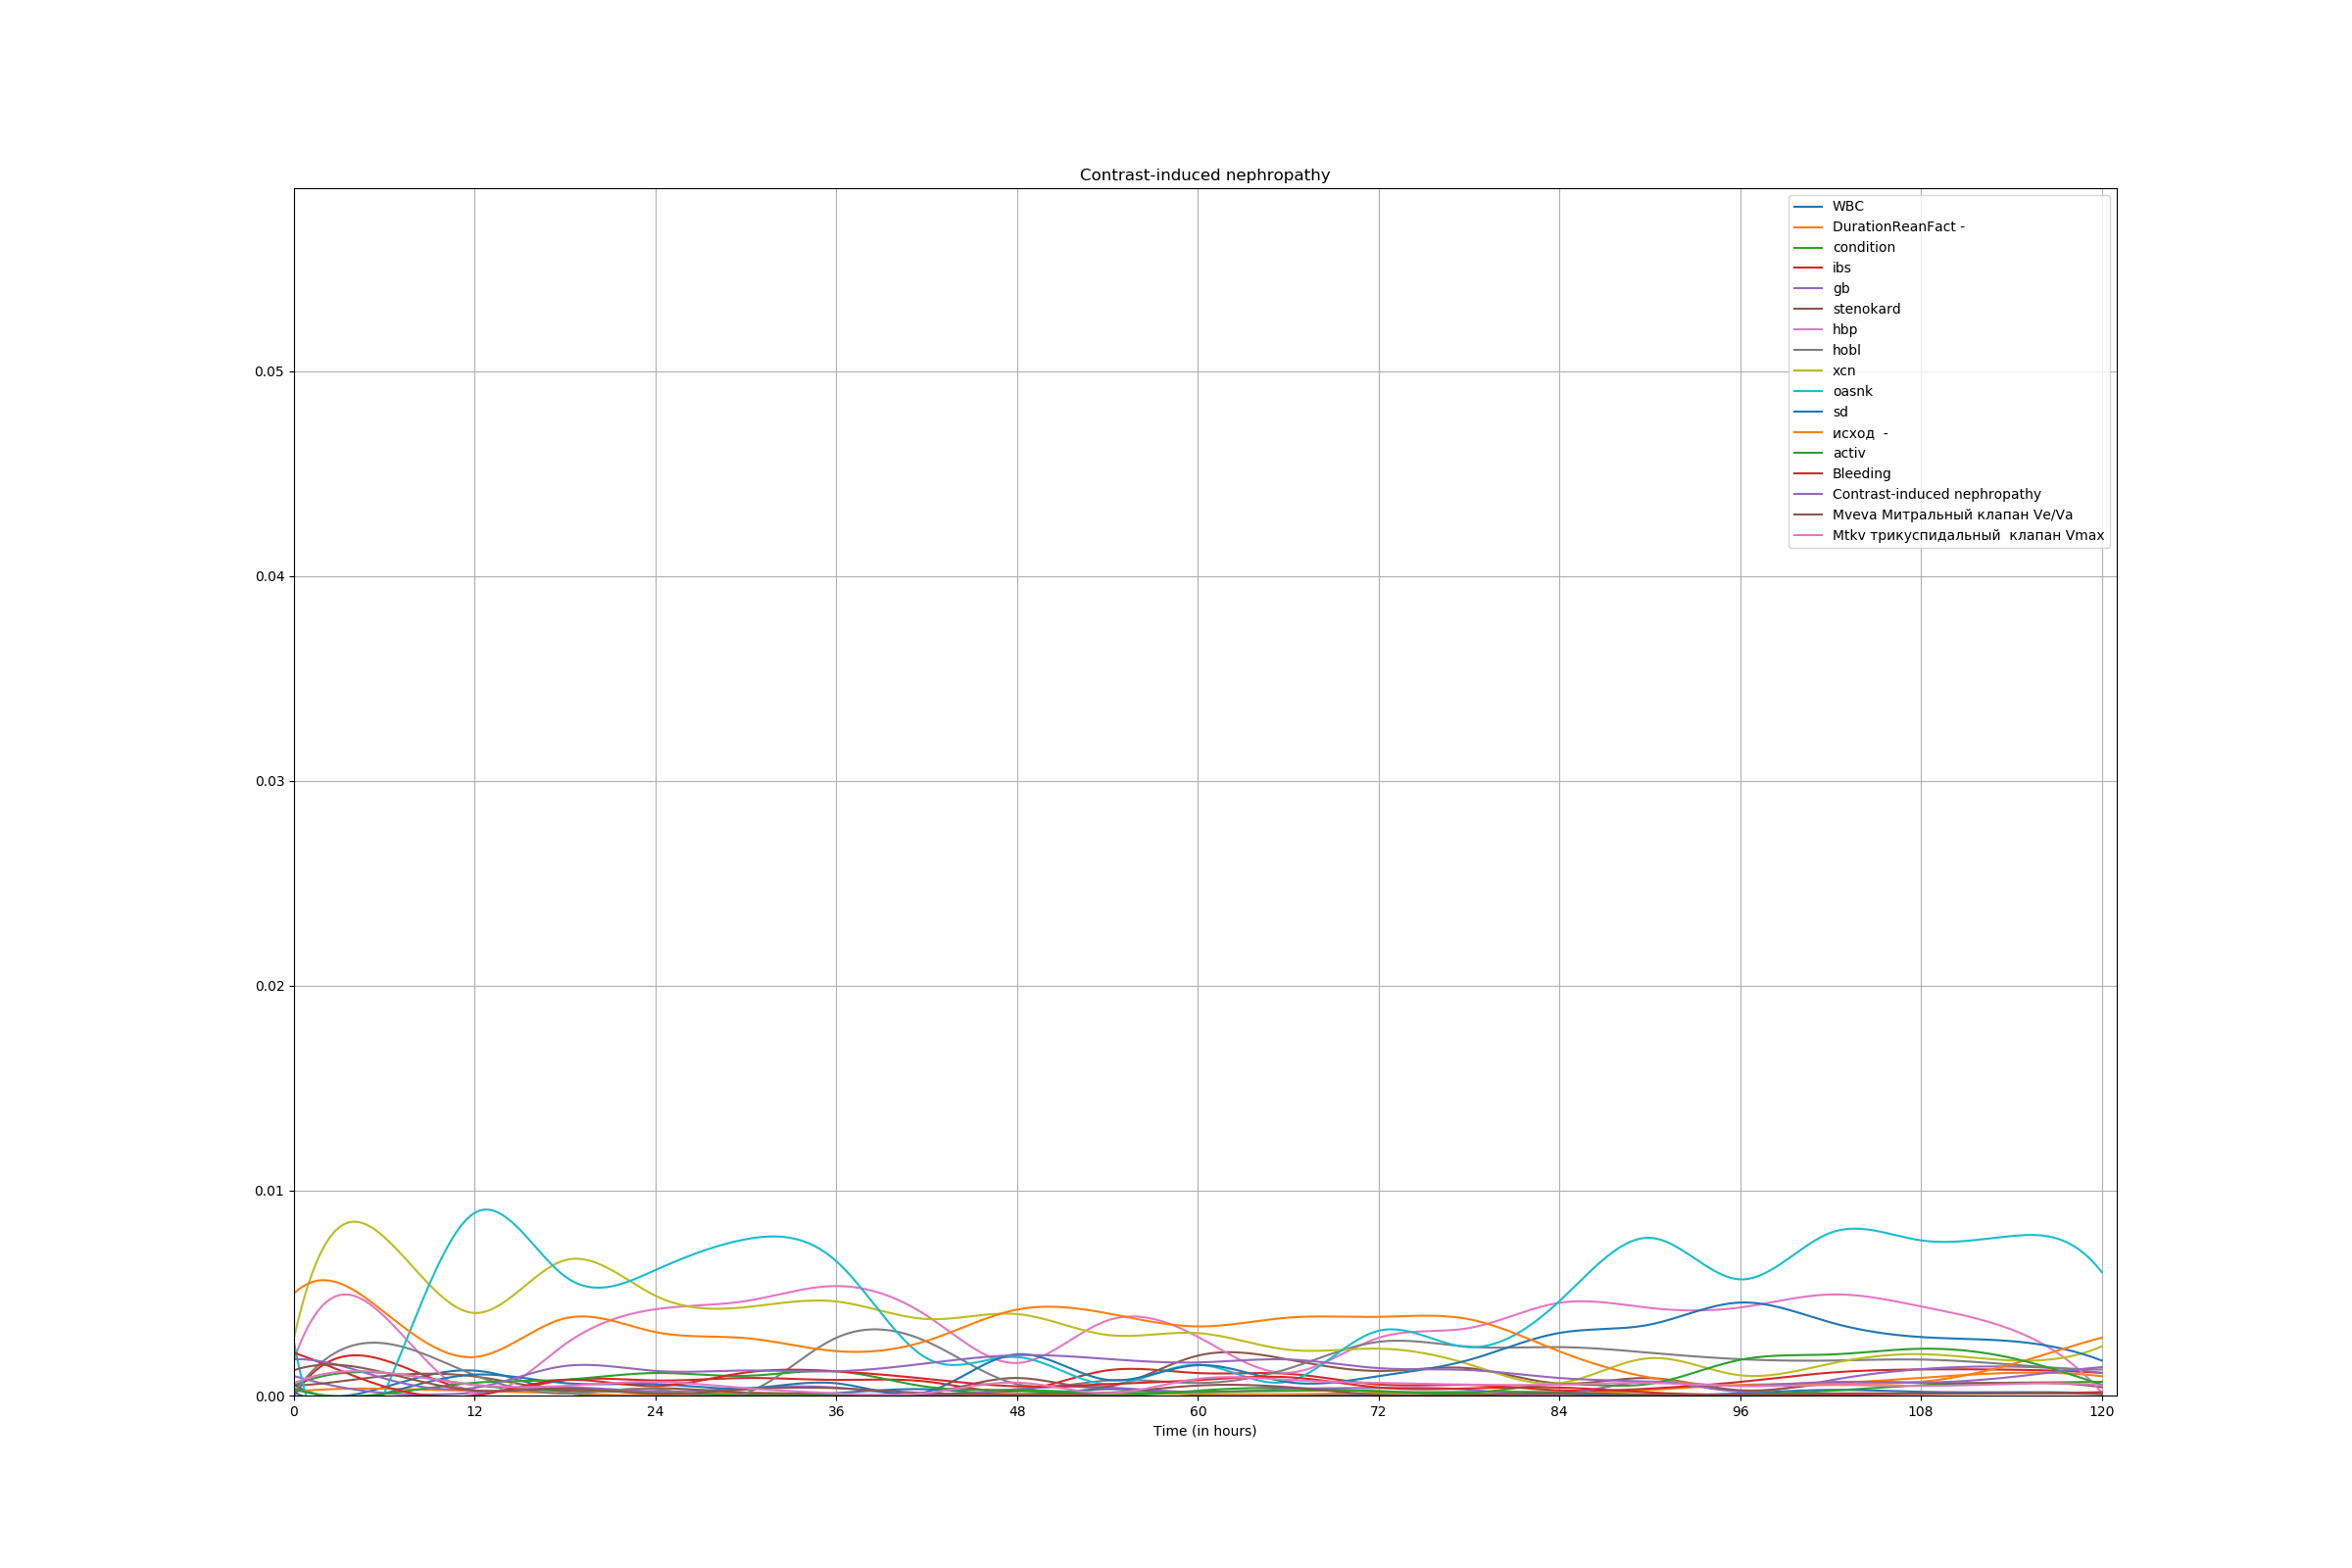 Contrast-induced nephropathy
WBC
DurationReanFact -
condition
ibs
gb
stenokard
hbp
hobl
xcn
oasnk
sd
исход  -
activ
Bleeding
Contrast-induced nephropathy
Mveva Митральный клапан Ve/Va
Mtkv трикуспидальный  клапан Vmax
0.05
0.04
0.03
0.02
0.01
0.00
0 12 24 36 48 60 72 84 96 108 120
Time (in hours)